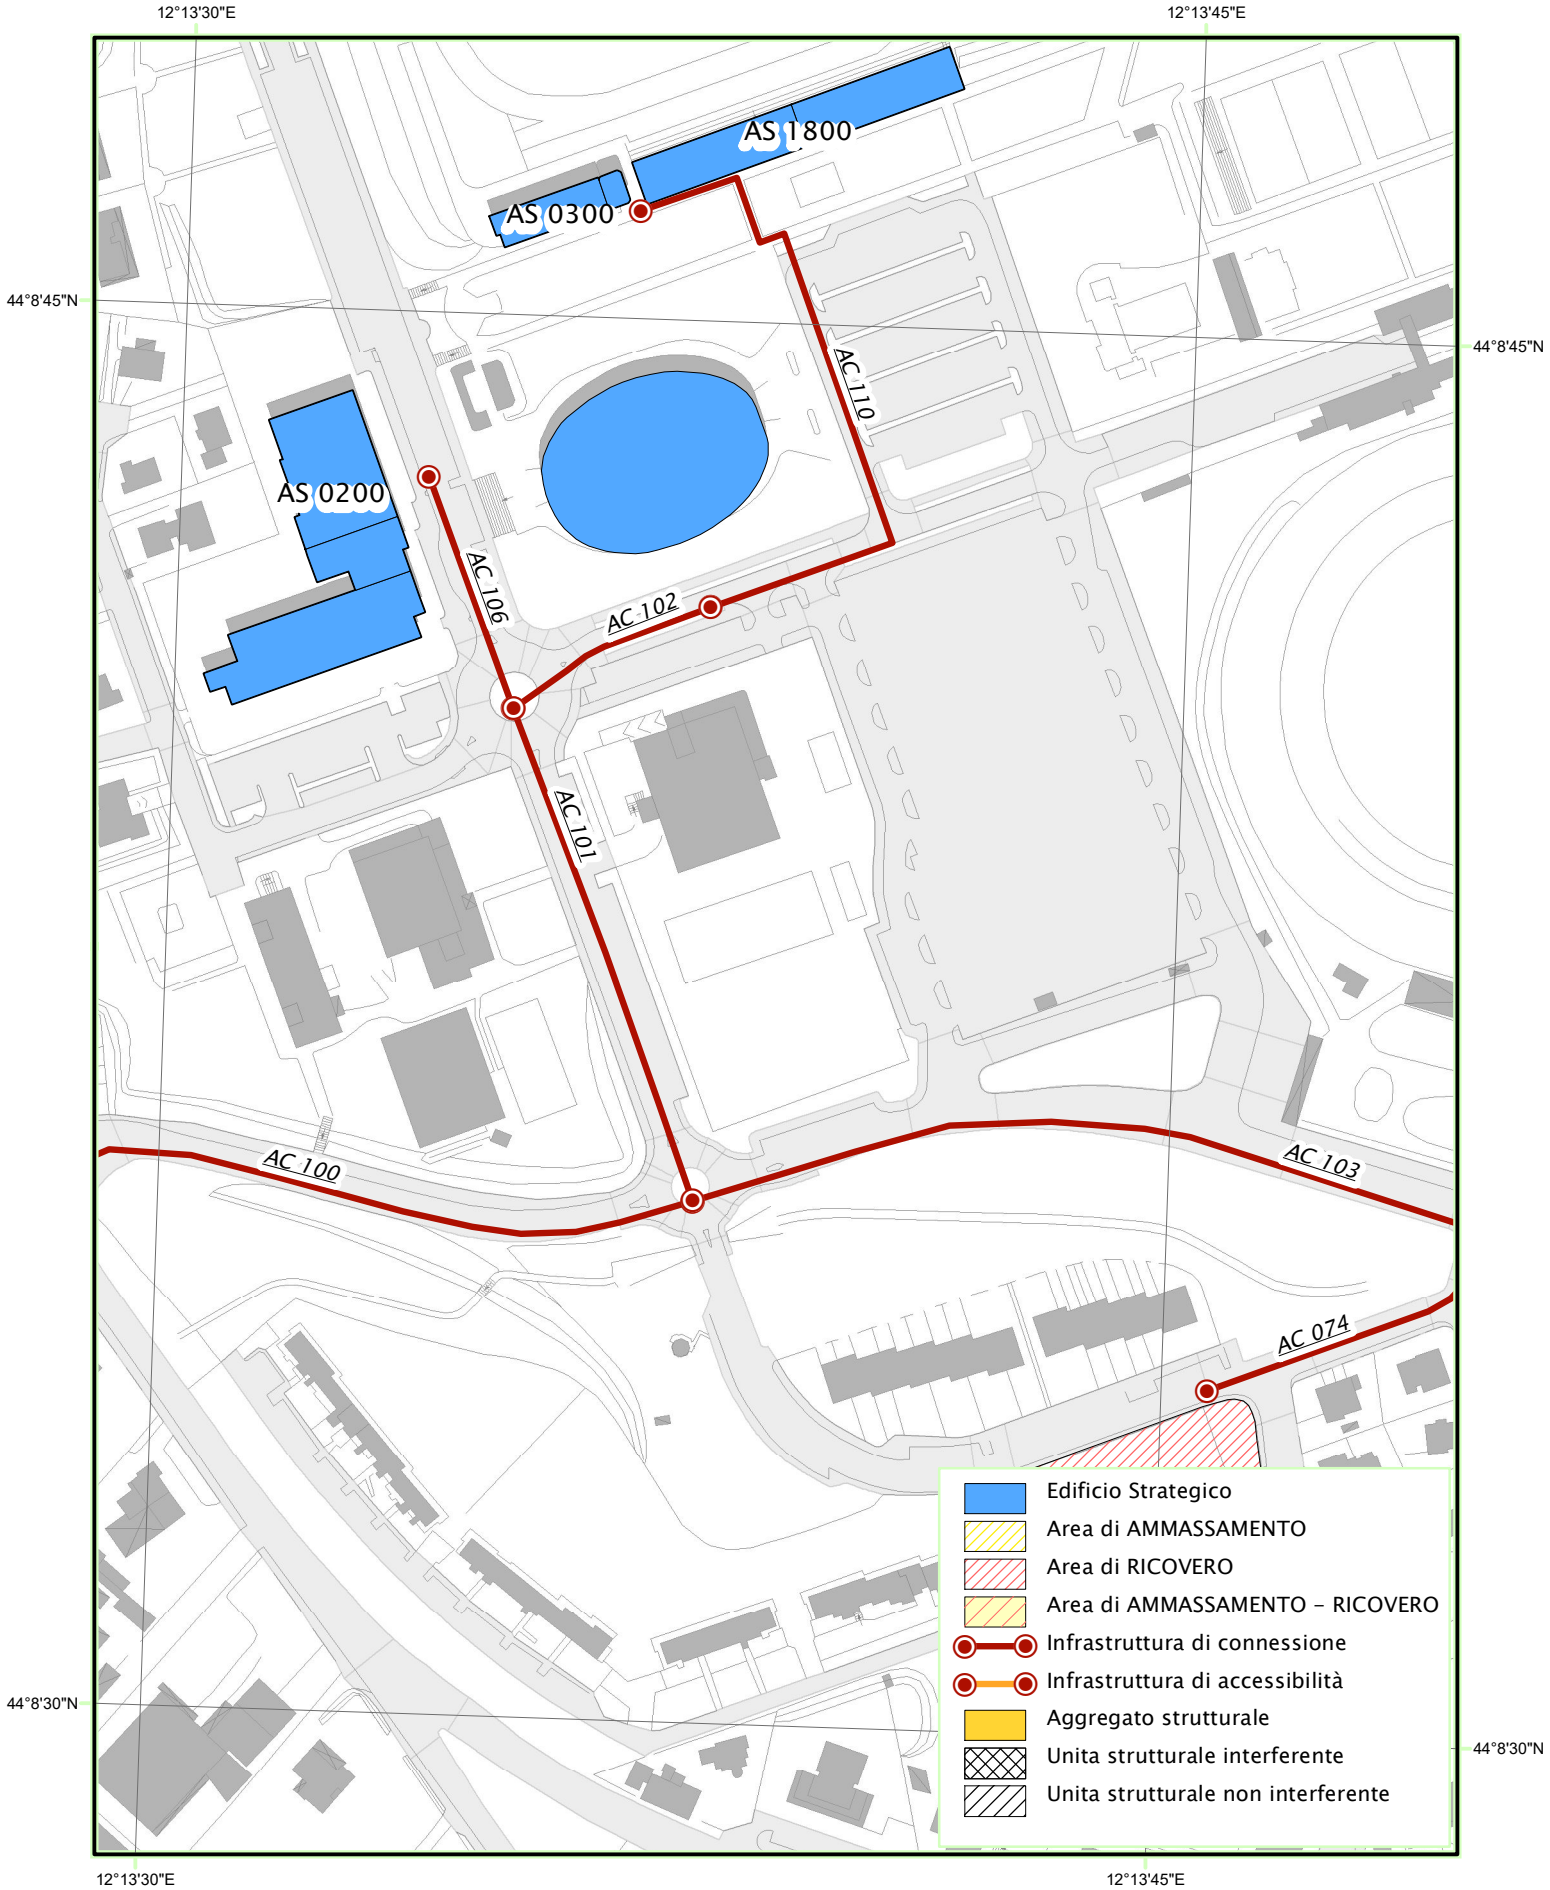 12°13'30"E
12°13'45"E
AS 1800
AS 0300
44°8'45"N
44°8'45"N
AC 110
AS 0200
AC 106
AC 102
AC 101
AC 100
AC 103
AC 074
Edificio Strategico
Area di AMMASSAMENTO
Area di RICOVERO
Area di AMMASSAMENTO - RICOVERO
Infrastruttura di connessione
Infrastruttura di accessibilità
Aggregato strutturale
Unita strutturale interferente
Unita strutturale non interferente
44°8'30"N
44°8'30"N
12°13'30"E
12°13'45"E